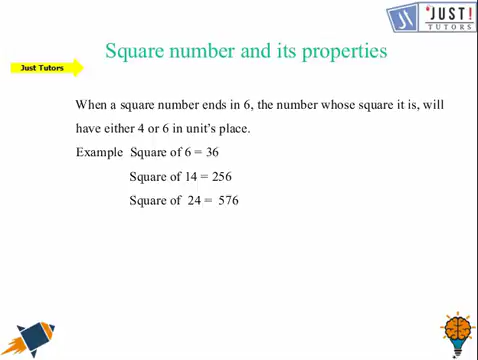 'JUST!
TUTORS
Square number and its properties
Just Tutors
When a square number ends in 6, the number whose square it is, will
have either 4 or 6 in unit's place.
Example Square of 6 = 36
Square of 14 = 256
Square of 24 = 576